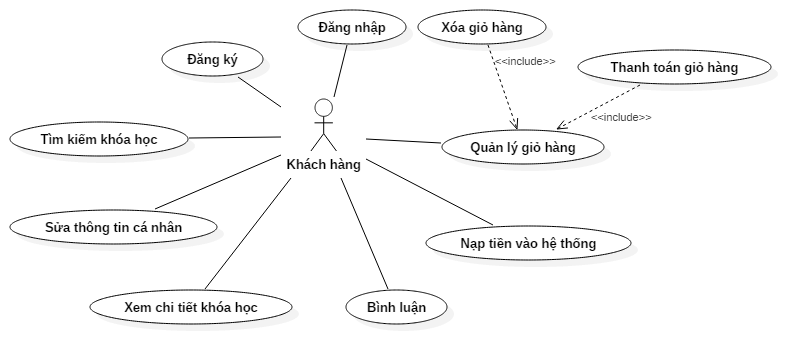 Đăng nhập
Xóa giỏ hàng
Đăng ký
<<include>>
Thanh toán giỏ hàng
<<include>>
Tìm kiếm khóa học
Khách hàng
Quản lý giỏ hàng
Sửa thông tin cá nhân
Nạp tiền vào hệ thống
Xem chi tiết khóa học
Bình luận